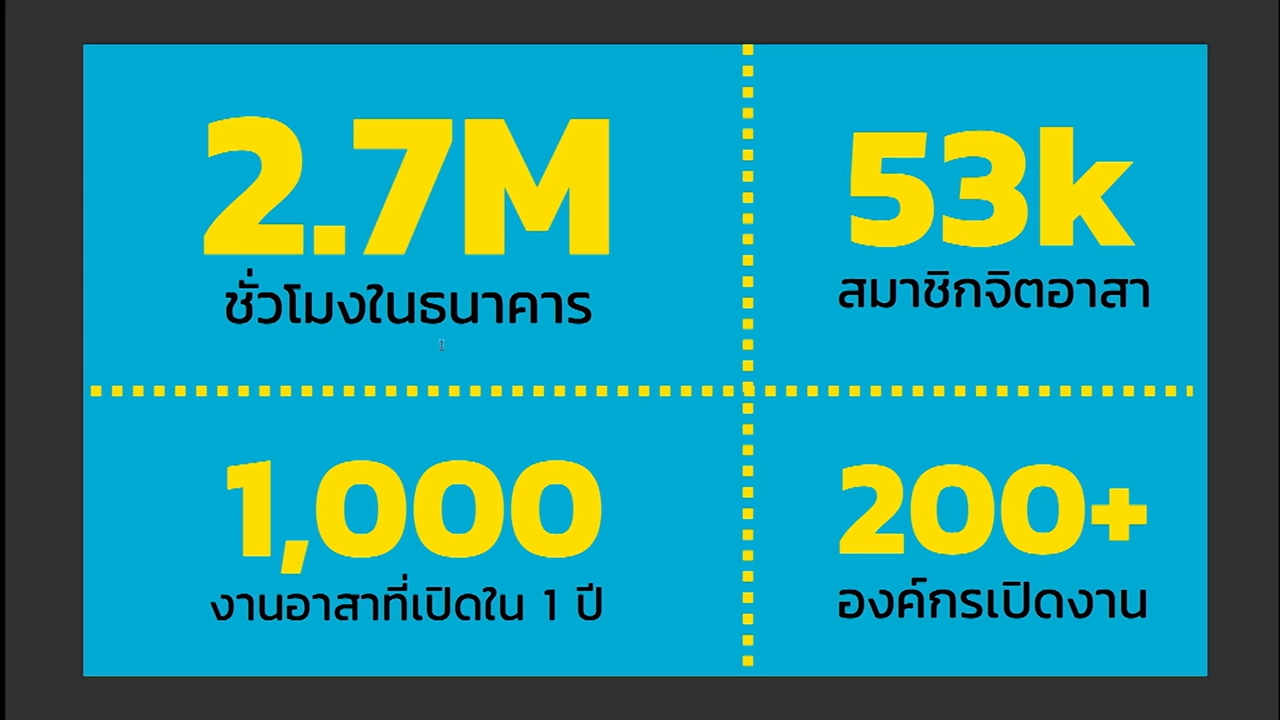 2.7M
ชั่วโมงในธนาคาร
53k
สมาชิกจิตอาสา
1,000
งานอาสาที่เปิดใน 1 ปี
200+
องค์กรเปิดงาน